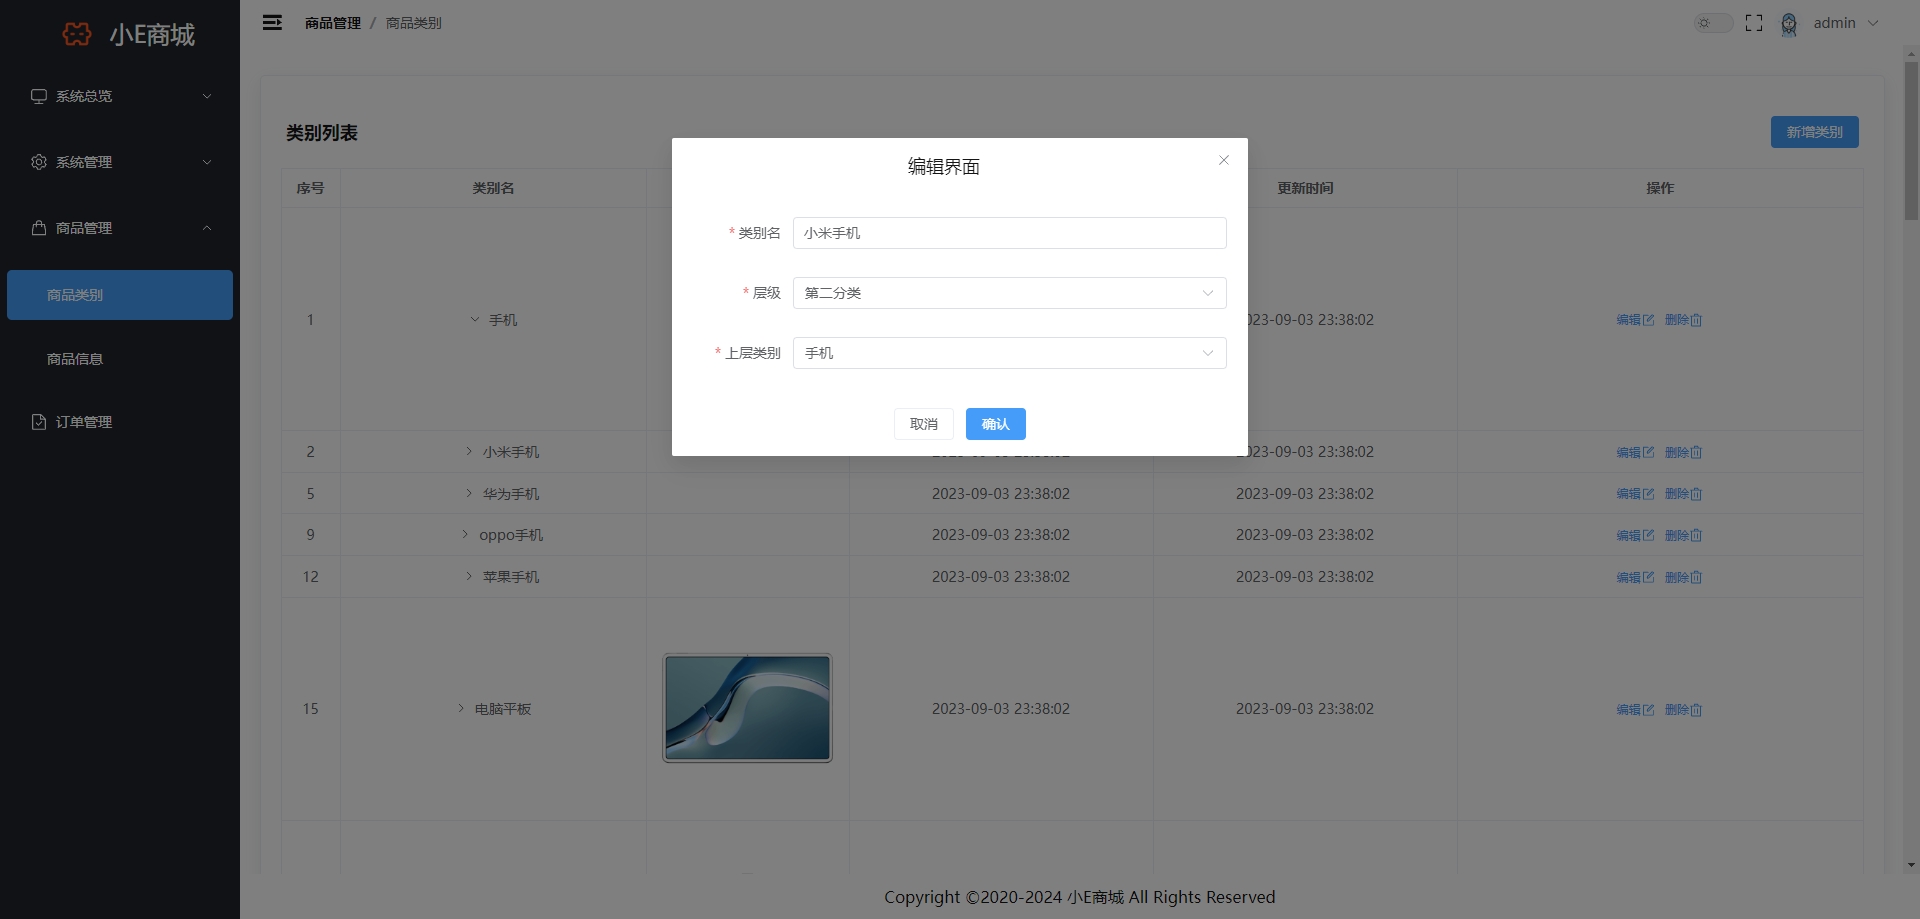 小E商城
商品管理 / 商品类别
admin
系统总览
系统管理
商品管理
商品类别
商品信息
订单管理
类别列表
新增类别
序号 类别名 更新时间 操作
1 手机 023-09-03 23:38:02 编辑 删除
2 小米手机 023-09-03 23:38:02 编辑 删除
5 华为手机 2023-09-03 23:38:02 2023-09-03 23:38:02 编辑 删除
9 oppo手机 2023-09-03 23:38:02 2023-09-03 23:38:02 编辑 删除
12 苹果手机 2023-09-03 23:38:02 2023-09-03 23:38:02 编辑 删除
15 电脑平板 2023-09-03 23:38:02 2023-09-03 23:38:02 编辑 删除
编辑界面
* 类别名 小米手机
* 层级 第二分类
* 上层类别 手机
取消 确认
Copyright ©2020-2024 小E商城 All Rights Reserved